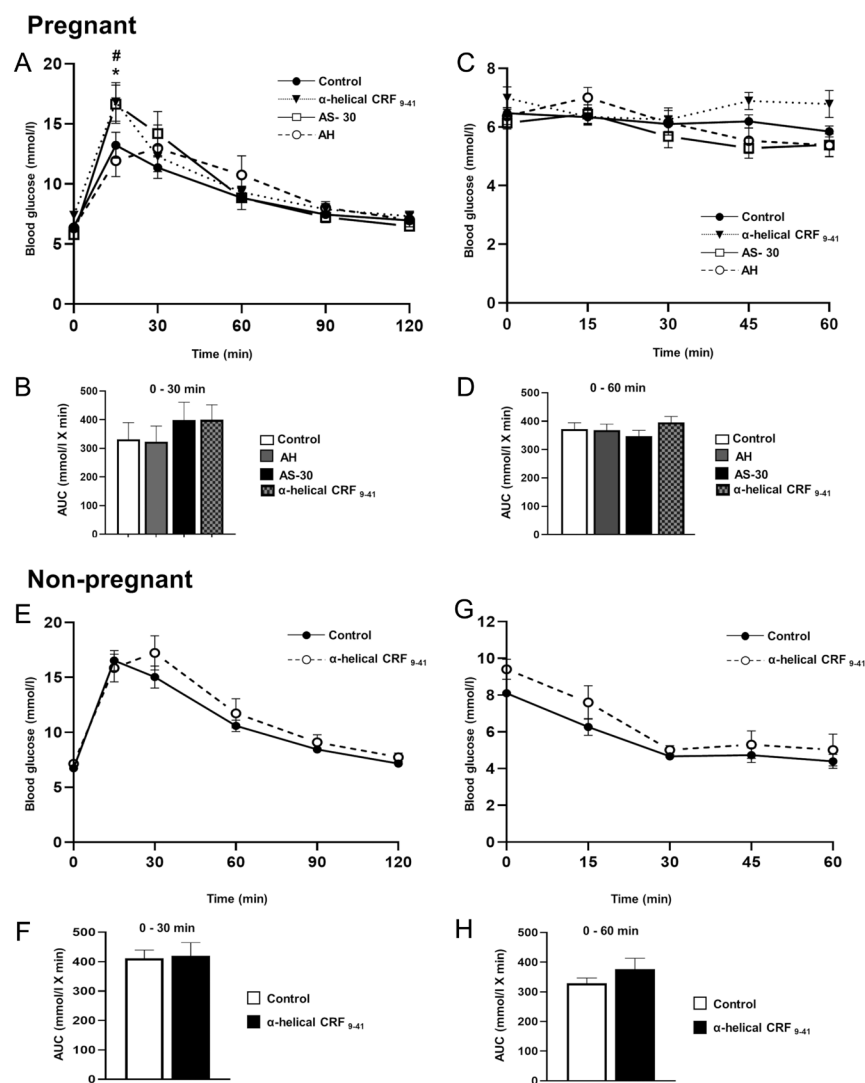 Pregnant
A
#
*
Control
α-helical CRF 9-41
AS- 30
AH
Blood glucose (mmol/l)
20
15
10
5
0
0 30 60 90 120
Time (min)
C
8
6
4
2
0
Blood glucose (mmol/l)
Control
α-helical CRF 9-41
AS- 30
AH
0 15 30 45 60
Time (min)
B
0 - 30 min
AUC (mmol/l X min)
500
400
300
200
100
0
Control
AH
AS-30
α-helical CRF 9-41
D
0 - 60 min
AUC (mmol/l X min)
500
400
300
200
100
0
Control
AH
AS-30
α-helical CRF 9-41
Non-pregnant
E
Blood glucose (mmol/l)
20
15
10
5
0
Control
α-helical CRF 9-41
0 30 60 90 120
Time (min)
G
Blood glucose (mmol/l)
12
10
8
6
4
2
0
Control
α-helical CRF 9-41
0 15 30 45 60
Time (min)
F
0 - 30 min
AUC (mmol/l X min)
500
400
300
200
100
0
Control
α-helical CRF 9-41
H
0 - 60 min
AUC (mmol/l X min)
500
400
300
200
100
0
Control
α-helical CRF 9-41